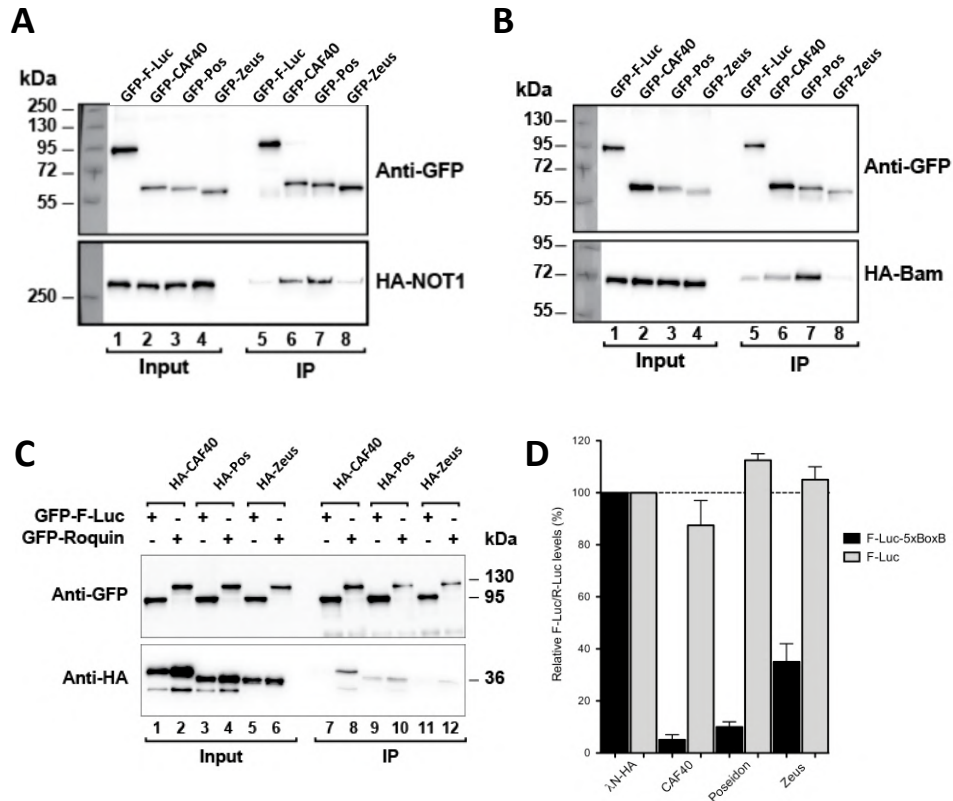 A
kDa
GFP-F-Luc
GFP-CAF40
GFP-Pos
GFP-Zeus
GFP-F-Luc
GFP-CAF40
GFP-Pos
GFP-Zeus
250
130
95
72
55
Anti-GFP
250
HA-NOT1
1 2 3 4 5 6 7 8
Input IP
B
kDa
GFP-F-Luc
GFP-CAF40
GFP-Pos
GFP-Zeus
GFP-F-Luc
GFP-CAF40
GFP-Pos
GFP-Zeus
130
95
72
55
Anti-GFP
95
72
55
HA-Bam
1 2 3 4 5 6 7 8
Input IP
C
HA-CAF40
HA-Pos
HA-Zeus
HA-CAF40
HA-Pos
HA-Zeus
GFP-F-Luc + - + - + - + - + - + -
GFP-Roquin - + - + - + - + - + - + kDa
Anti-GFP
130
95
Anti-HA
36
1 2 3 4 5 6 7 8 9 10 11 12
Input IP
D
Relative F-Luc/R-Luc levels (%)
120
100
80
60
40
20
0
λN-HA
CAF40
Poseidon
Zeus
F-Luc-5xBoxB
F-Luc